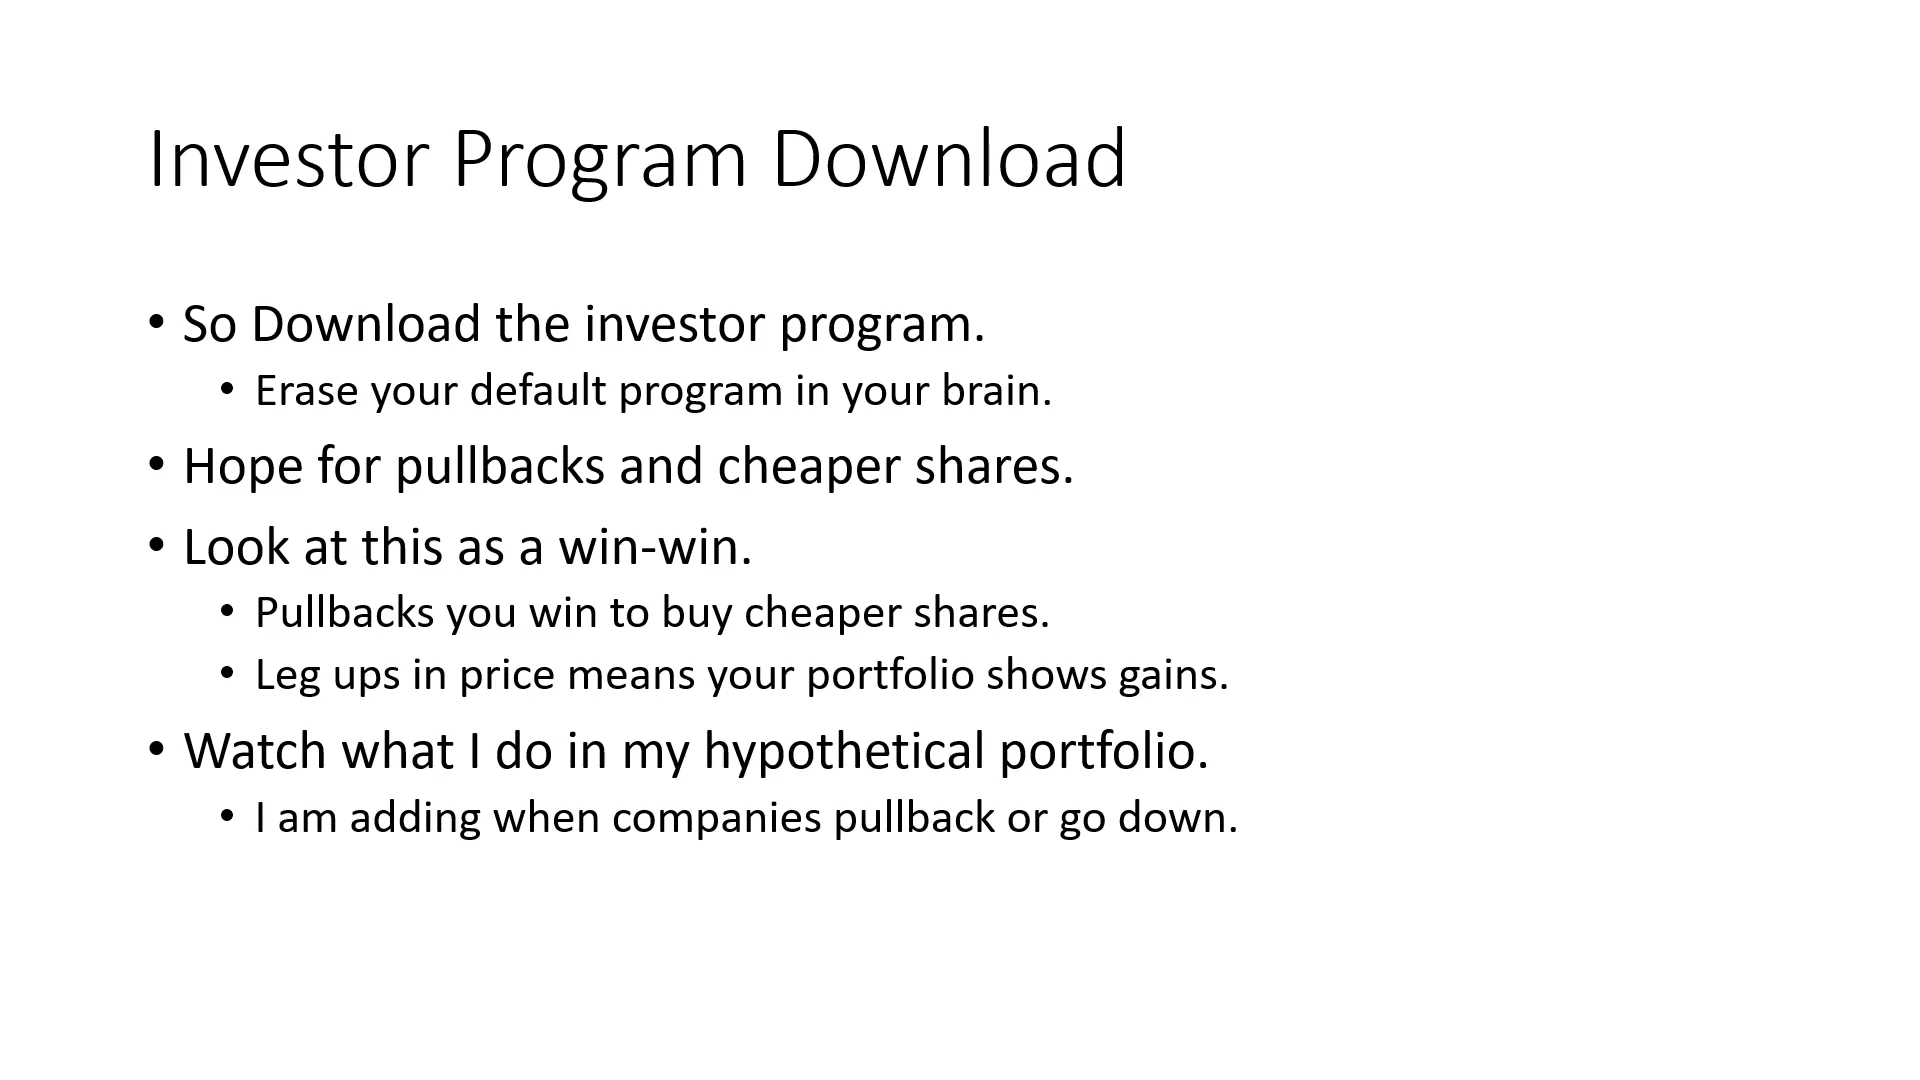 Investor Program Download
• So Download the investor program.
• Erase your default program in your brain.
• Hope for pullbacks and cheaper shares.
• Look at this as a win-win.
• Pullbacks you win to buy cheaper shares.
• Leg ups in price means your portfolio shows gains.
• Watch what I do in my hypothetical portfolio.
• I am adding when companies pullback or go down.